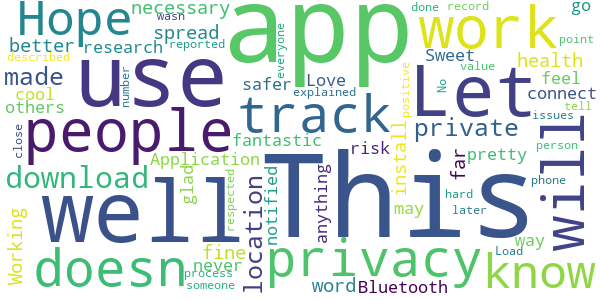 necessary
wasn
done
record
go
Hope
app
work
spread
everyone
point
better
research
reported
described
number
use
safer
Love
explained
Sweet
No
value
health
made
cool
others
feel
connect
tell
Let
people
track
private
install
positive
issues
will
close
fantastic
risk
far
pretty
person
Application
download
glad
respected
notified
anything
This
well
location
may
hard
phone
later
way
Working
doesn
fine
never
process
someone
privacy
word
Bluetooth
Load
know